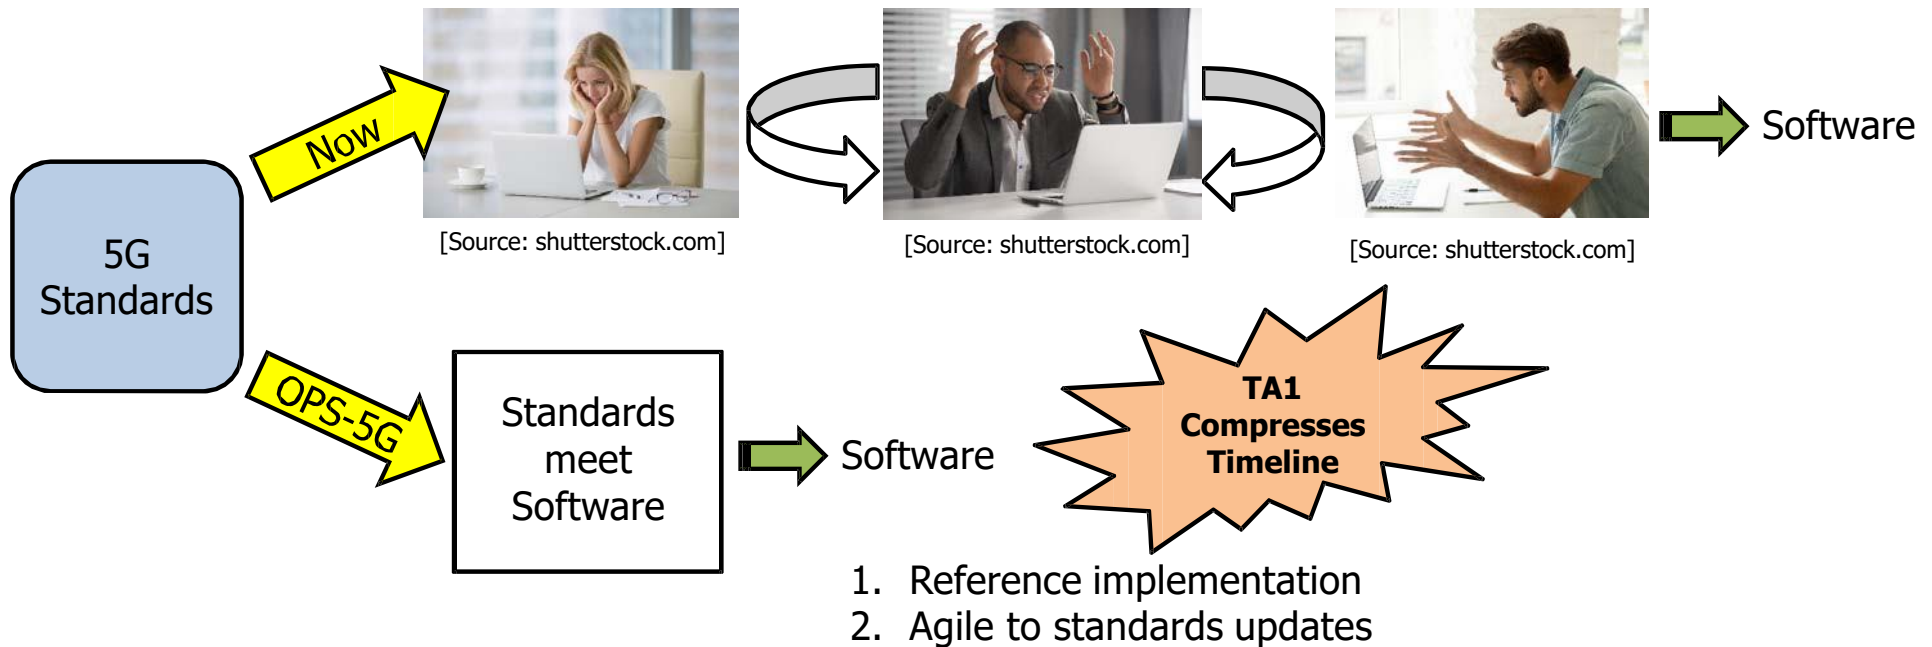 Now
Software
[Source: shutterstock.com]
[Source: shutterstock.com]
[Source: shutterstock.com]
5G
Standards
OPS-5G
Standards
meet
Software
Software
TA1
Compresses
Timeline
1. Reference implementation
2. Agile to standards updates